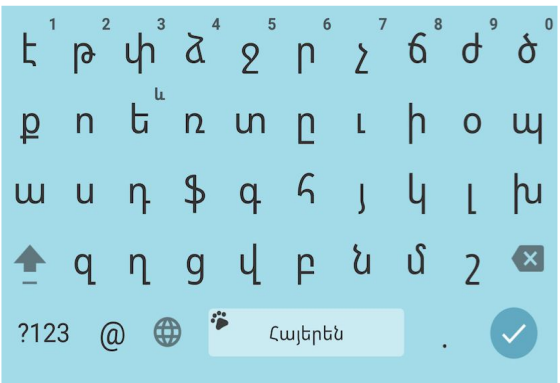 1 2 3 4 5 6 7 8 9 0
է թ փ ձ ջ ր չ ճ ժ ծ
և
ք ո ե ռ տ ը ւ ի օ պ
ա ս դ ֆ գ հ յ կ լ խ
զ ղ ց վ բ ն մ շ
?123 @ Հայերեն .